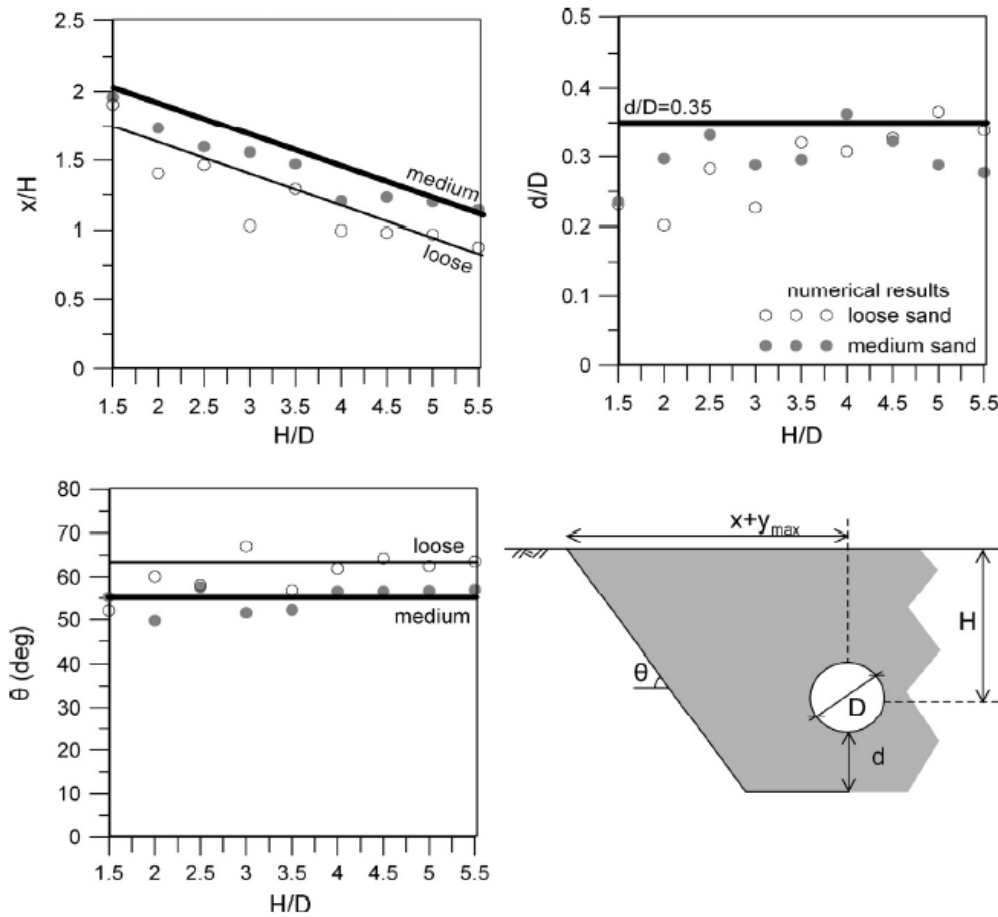 2.5
2
1.5
1
0.5
0
x/H
medium
loose
1.5 2 2.5 3 3.5 4 4.5 5 5.5
H/D
0.5
0.4
0.3
0.2
0.1
0
d/D
d/D=0.35
numerical results
loose sand
medium sand
1.5 2 2.5 3 3.5 4 4.5 5 5.5
H/D
80
70
60
50
40
30
20
10
0
θ (deg)
loose
medium
1.5 2 2.5 3 3.5 4 4.5 5 5.5
H/D
x+ymax
H
θ
D
d